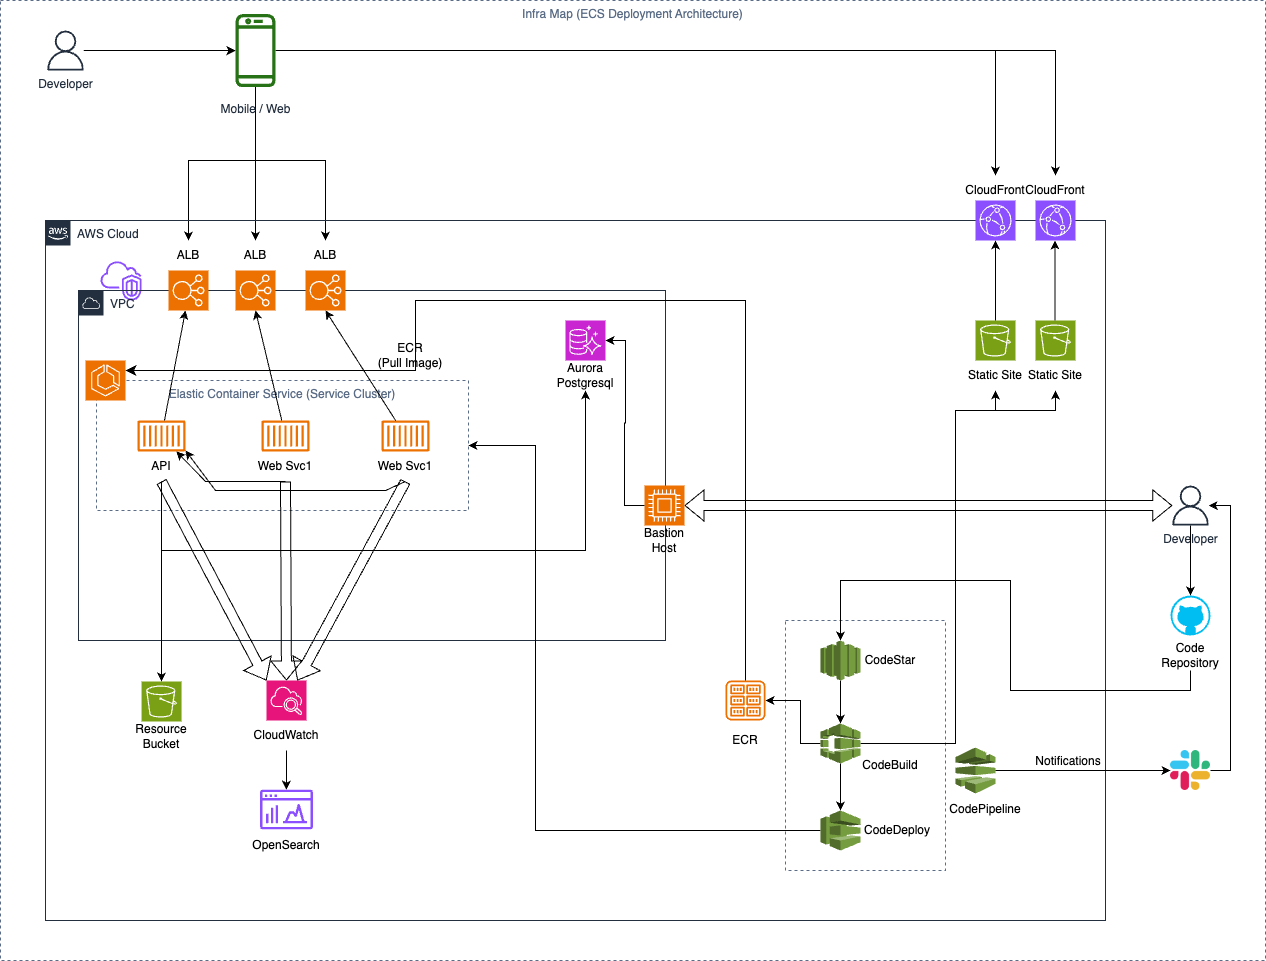 Infra Map (ECS Deployment Architecture)
Developer
Mobile / Web
CloudFront
CloudFront
aws
AWS Cloud
ALB
ALB
ALB
VPC
ECR
(Pull Image)
Aurora
Postgresql
Static Site
Static Site
Elastic Container Service (Service Cluster)
API
Web Svc1
Web Svc1
Bastion
Host
Developer
Code
Repository
CodeStar
Resource
Bucket
CloudWatch
ECR
CodeBuild
Notifications
CodePipeline
CodeDeploy
OpenSearch